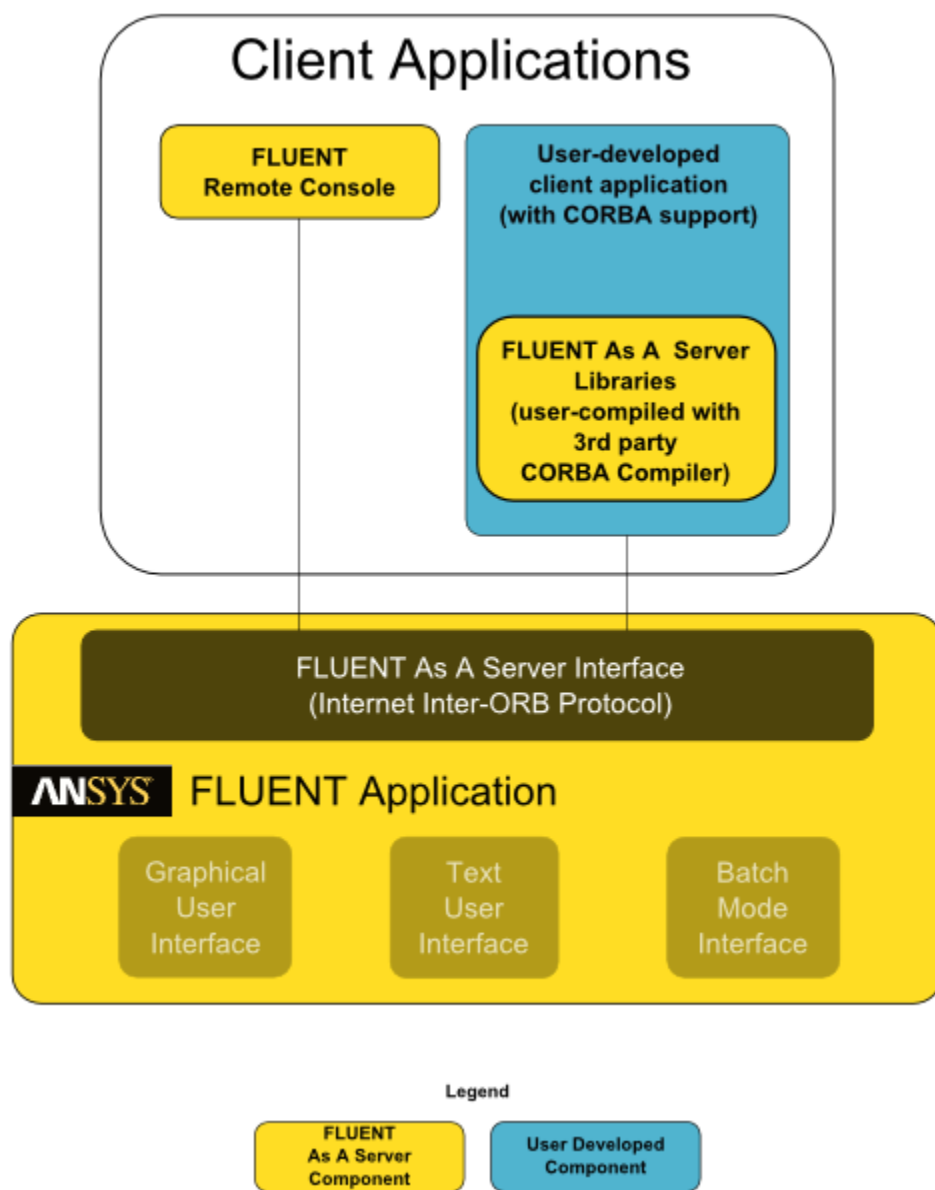 Client Applications
FLUENT
Remote Console
User-developed
client application
(with CORBA support)
FLUENT As A Server
Libraries
(user-compiled with
3rd party
CORBA Compiler)
FLUENT As A Server Interface
(Internet Inter-ORB Protocol)
ANSYS FLUENT Application
Graphical
User
Interface
Text
User
Interface
Batch
Mode
Interface
Legend
FLUENT
As A Server
Component
User Developed
Component